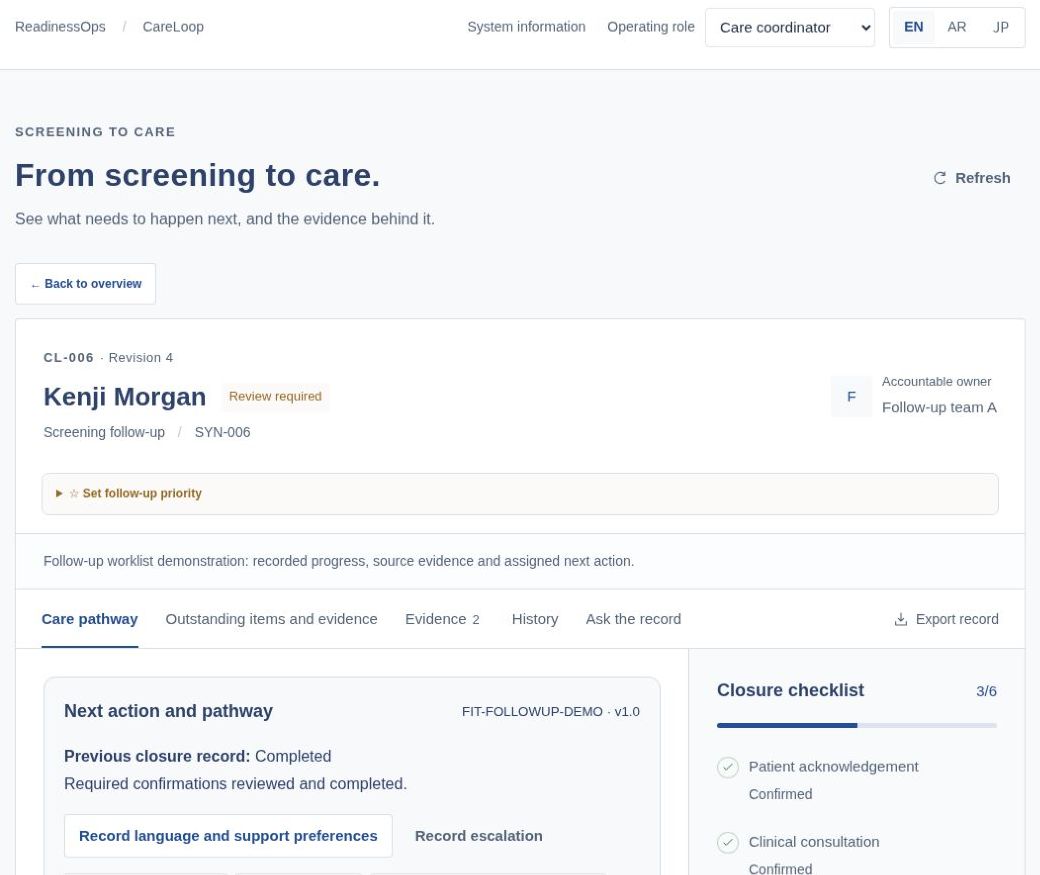 ReadinessOps / CareLoop System information Operating role Care coordinator EN AR JP
SCREENING TO CARE
From screening to care.
Refresh
See what needs to happen next, and the evidence behind it.
← Back to overview
CL-006 · Revision 4
Kenji Morgan Review required
Screening follow-up / SYN-006
F
Accountable owner
Follow-up team A
☆ Set follow-up priority
Follow-up worklist demonstration: recorded progress, source evidence and assigned next action.
Care pathway Outstanding items and evidence Evidence 2 History Ask the record Export record
Next action and pathway FIT-FOLLOWUP-DEMO · v1.0
Previous closure record: Completed
Required confirmations reviewed and completed.
Record language and support preferences Record escalation
Closure checklist 3/6
Patient acknowledgement
Confirmed
Clinical consultation
Confirmed